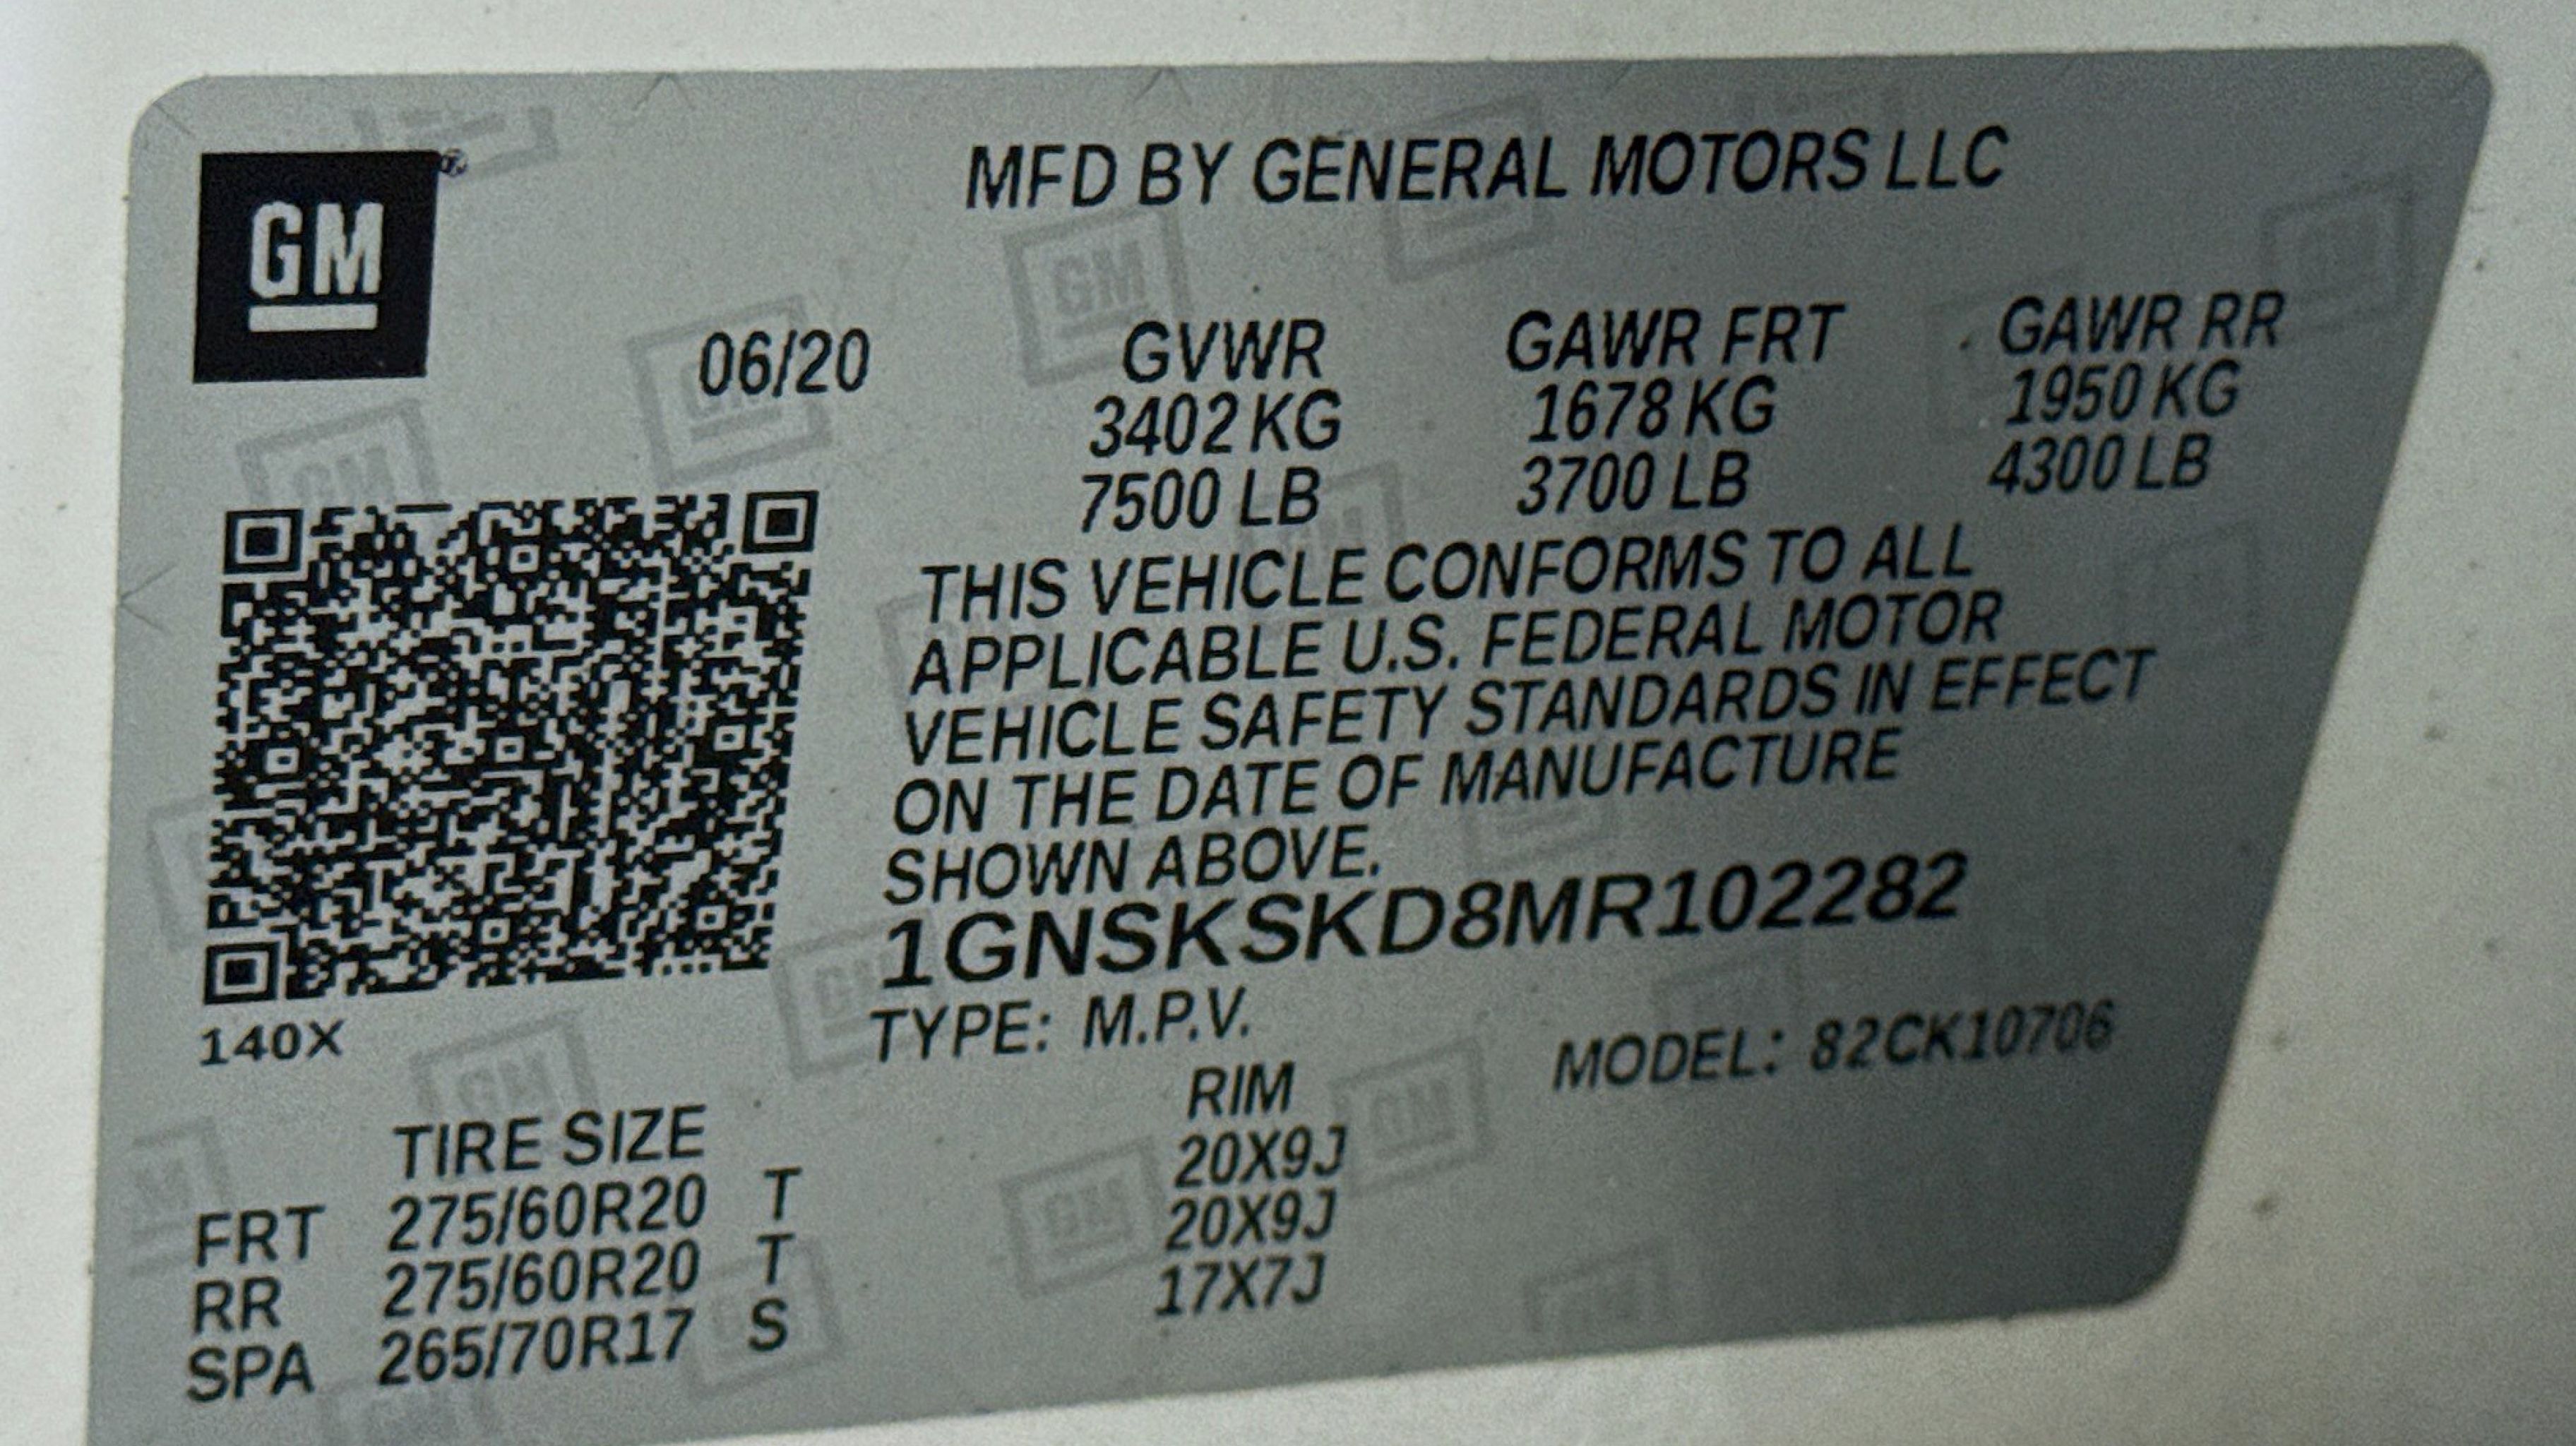 GM®
MFD BY GENERAL MOTORS LLC
06/20 GVWR GAWR FRT GAWR RR
3402 KG 1678 KG 1950 KG
7500 LB 3700 LB 4300 LB
THIS VEHICLE CONFORMS TO ALL
APPLICABLE U.S. FEDERAL MOTOR
VEHICLE SAFETY STANDARDS IN EFFECT
ON THE DATE OF MANUFACTURE
SHOWN ABOVE.
1GNSKSKD8MR102282
140X
TYPE: M.P.V. MODEL: 82CK10706
TIRE SIZE RIM
FRT 275/60R20 T 20X9J
RR 275/60R20 T 20X9J
SPA 265/70R17 S 17X7J